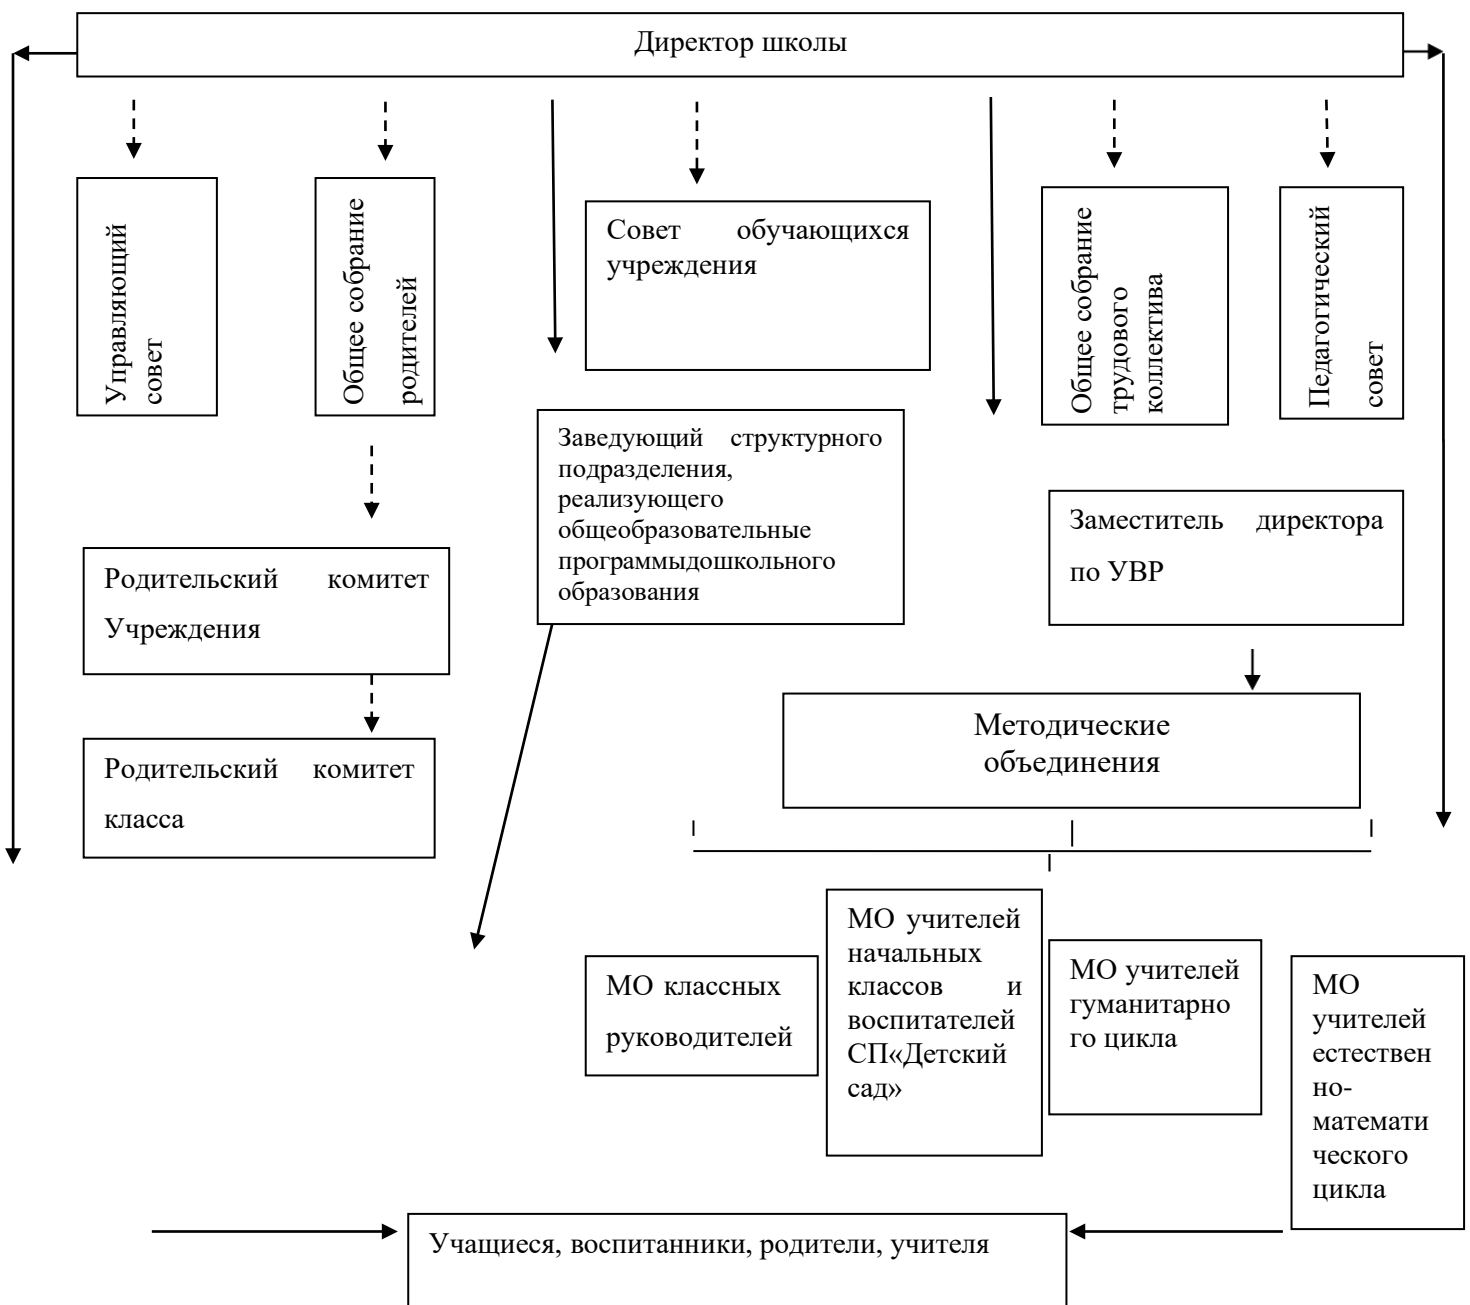 Директор школы
Управляющий
совет
Общее собрание
родителей
Совет обучающихся
учреждения
Общее собрание
трудового
коллектива
Педагогический
совет
Заведующий структурного
подразделения,
реализующего
общеобразовательные
программыдошкольного
образования
Заместитель директора
по УВР
Родительский комитет
Учреждения
Методические
объединения
Родительский комитет
класса
МО классных
руководителей
МО учителей
начальных
классов и
воспитателей
СП«Детский
сад»
МО учителей
гуманитарно
го цикла
МО
учителей
естествен
но-
математи
ческого
цикла
Учащиеся, воспитанники, родители, учителя